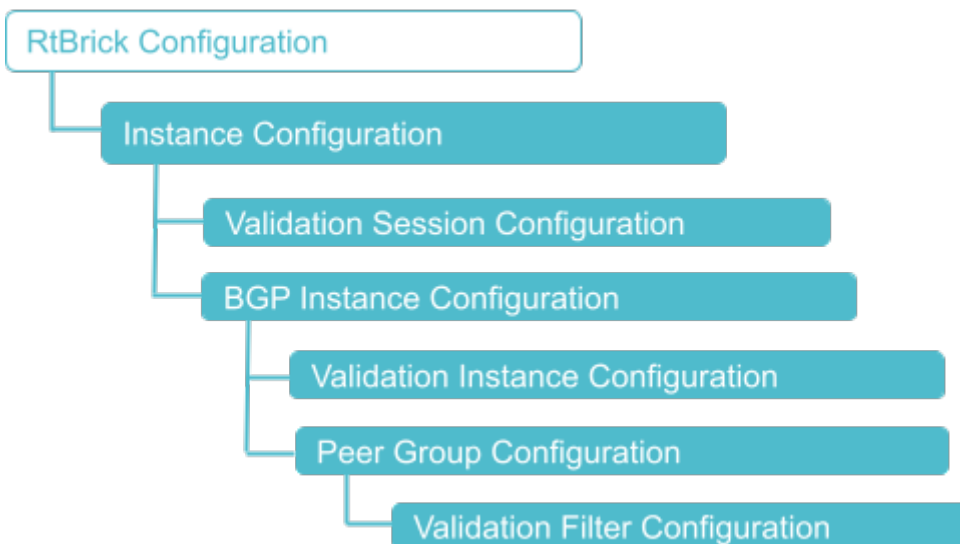 RtBrick Configuration
Instance Configuration
Validation Session Configuration
BGP Instance Configuration
Validation Instance Configuration
Peer Group Configuration
Validation Filter Configuration